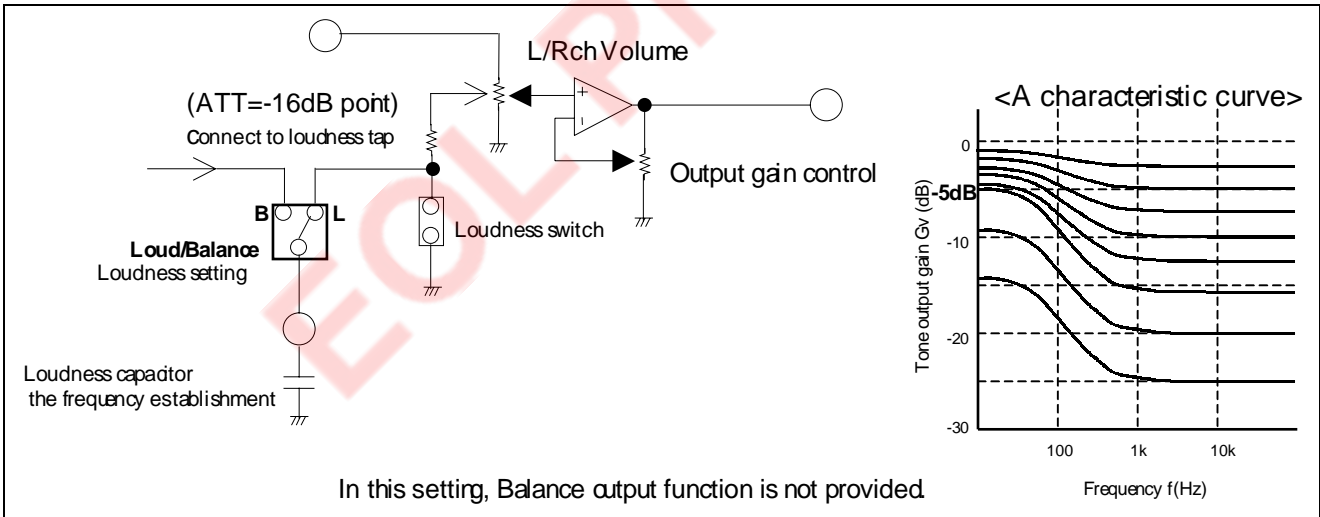 L/Rch Volume
(ATT=-16dB point)
Connect to loudness tap
+
-
Output gain control
B
L
Loudness switch
Loud/Balance
Loudness setting
Loudness capacitor
the frequency establishment
In this setting, Balance output function is not provided.
<A characteristic curve>
Tone output gain Gv (dB)
0
-5dB
-10
-20
-30
100
1k
10k
Frequency f(Hz)